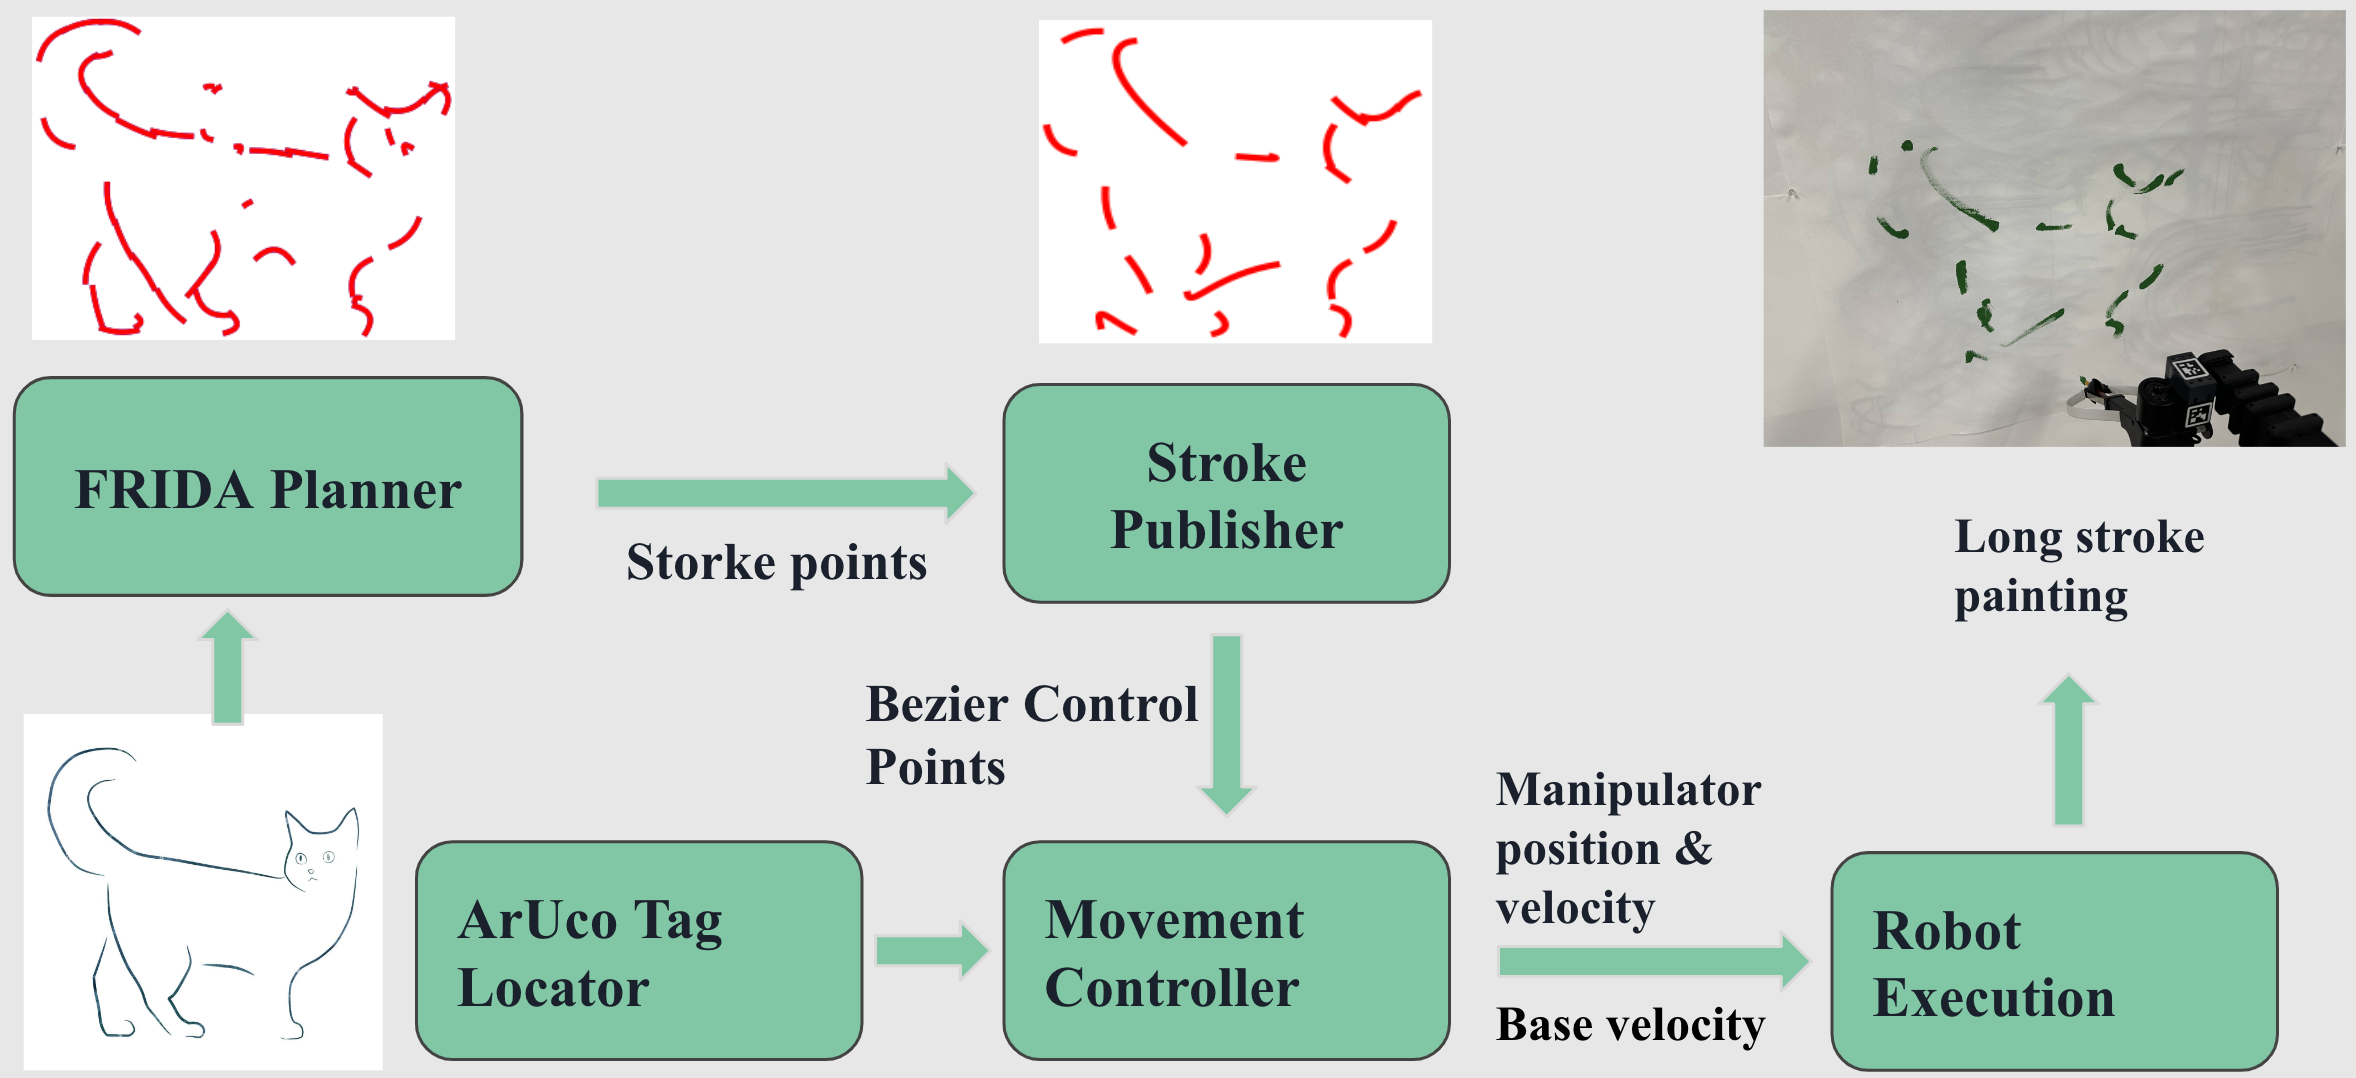 FRIDA Planner
Storke points
Stroke
Publisher
Long stroke
painting
Bezier Control
Points
Manipulator
position &
velocity
Base velocity
ArUco Tag
Locator
Movement
Controller
Robot
Execution